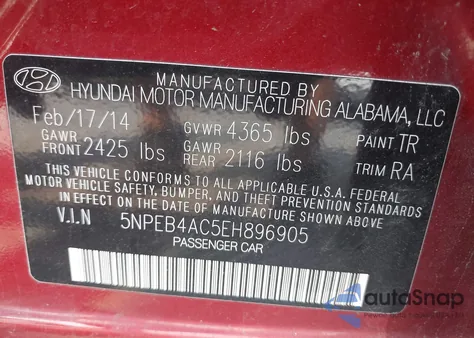 MANUFACTURED BY
HYUNDAI MOTOR MANUFACTURING ALABAMA, LLC
Feb/17/14 GVWR 4365 lbs PAINT TR
GAWR FRONT 2425 lbs GAWR REAR 2116 lbs TRIM RA
THIS VEHICLE CONFORMS TO ALL APPLICABLE U.S.A. FEDERAL
MOTOR VEHICLE SAFETY, BUMPER, AND THEFT PREVENTION STANDARDS
IN EFFECT ON THE DATE OF MANUFACTURE SHOWN ABOVE.
V.I.N 5NPEB4AC5EH896905
PASSENGER CAR
autoSnap